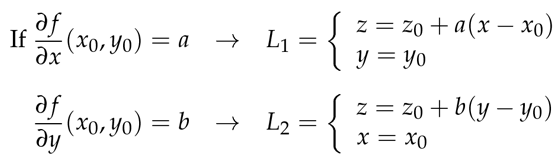 If ∂f/∂x (x₀, y₀) = a → L₁ = { z = z₀ + a(x − x₀)
y = y₀
∂f/∂y (x₀, y₀) = b → L₂ = { z = z₀ + b(y − y₀)
x = x₀